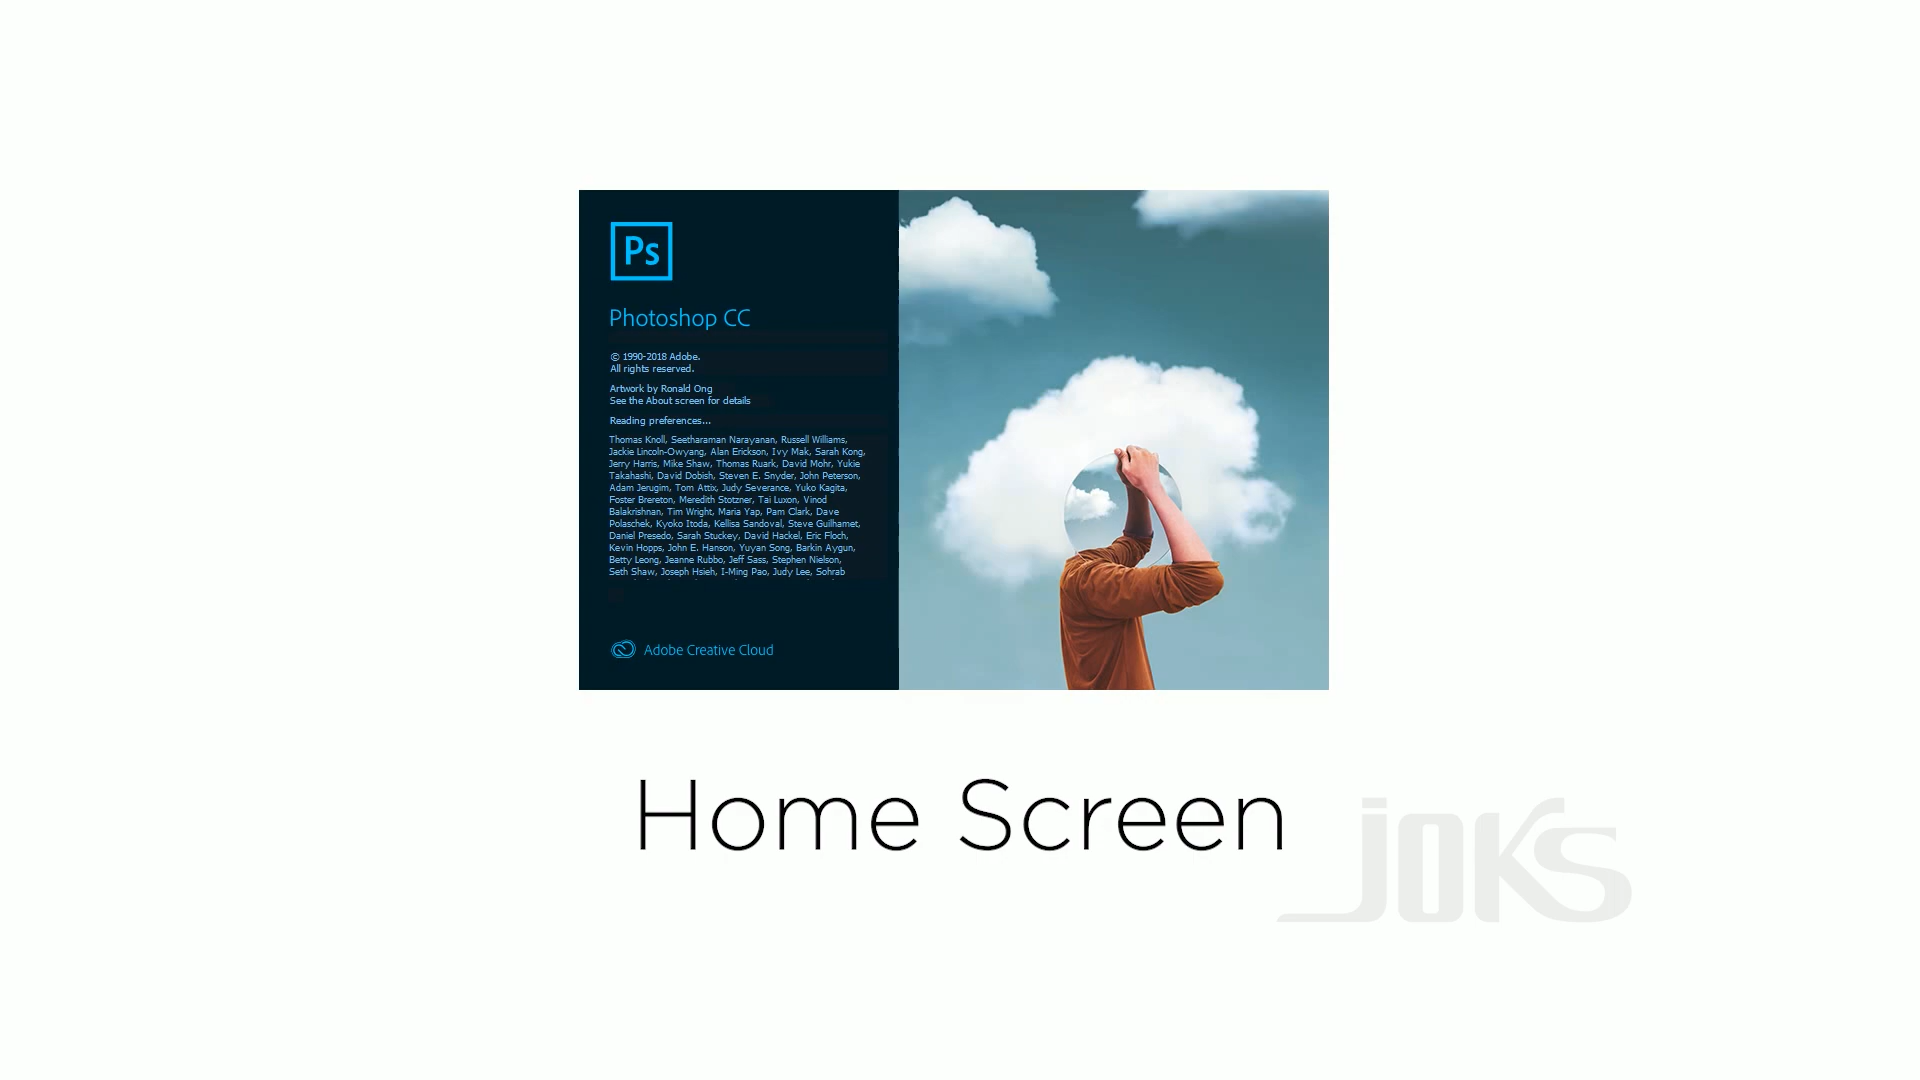 Ps
Photoshop CC
© 1990-2018 Adobe.
All rights reserved.
Artwork by Ronald Ong
See the About screen for details
Reading preferences...
Thomas Knoll, Seetharaman Narayanan, Russell Williams,
Jackie Lincoln-Owyang, Alan Erickson, Ivy Mak, Sarah Kong,
Jerry Harris, Mike Shaw, Thomas Ruark, David Mohr, Yukie
Takahashi, David Dobish, Steven E. Snyder, John Peterson,
Adam Jerugim, Tom Attix, Judy Severance, Yuko Kagita,
Foster Brereton, Meredith Stotzner, Tai Luxon, Vinod
Balakrishnan, Tim Wright, Maria Yap, Pam Clark, Dave
Polaschek, Kyoko Itoda, Kellisa Sandoval, Steve Guilhamet,
Daniel Presedo, Sarah Stuckey, David Hackel, Eric Floch,
Kevin Hopps, John E. Hanson, Yuyan Song, Barkin Aygun,
Betty Leong, Jeanne Rubbo, Jeff Sass, Stephen Nielson,
Seth Shaw, Joseph Hsieh, I-Ming Pao, Judy Lee, Sohrab
Adobe Creative Cloud
Home Screen
jOKS